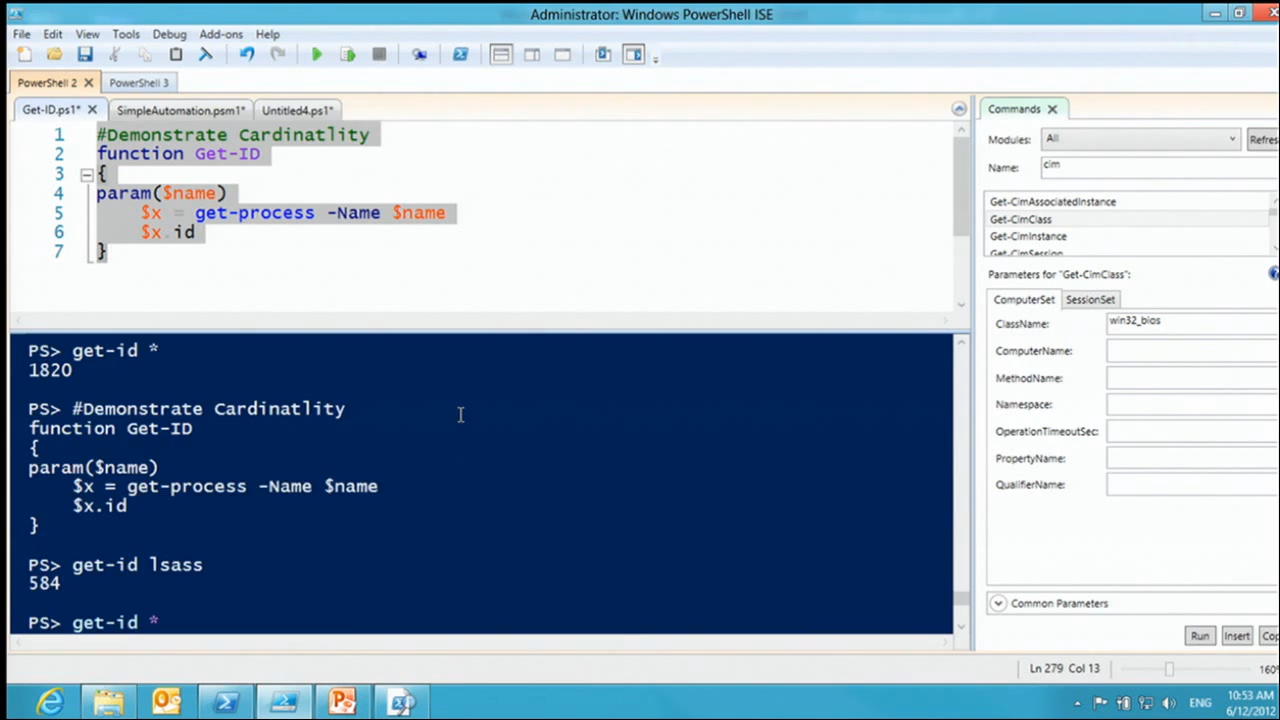 Administrator: Windows PowerShell ISE
File Edit View Tools Debug Add-ons Help
PowerShell 2 PowerShell 3
Get-ID.ps1* SimpleAutomation.psm1* Untitled4.ps1*
1 #Demonstrate Cardinatlity
2 function Get-ID
3 {
4 param($name)
5 $x = get-process -Name $name
6 $x.id
7 }
PS> get-id *
1820
PS> #Demonstrate Cardinatlity
function Get-ID
{
param($name)
$x = get-process -Name $name
$x.id
}
PS> get-id lsass
584
PS> get-id *
Commands
Modules: All Refres
Name: cim
Get-CimAssociatedInstance
Get-CimClass
Get-CimInstance
Get-CimSession
Parameters for "Get-CimClass":
ComputerSet SessionSet
ClassName: win32_bios
ComputerName:
MethodName:
Namespace:
OperationTimeoutSec:
PropertyName:
QualifierName:
Common Parameters
Run Insert Cop
Ln 279 Col 13 160%
ENG 10:53 AM
6/12/2012